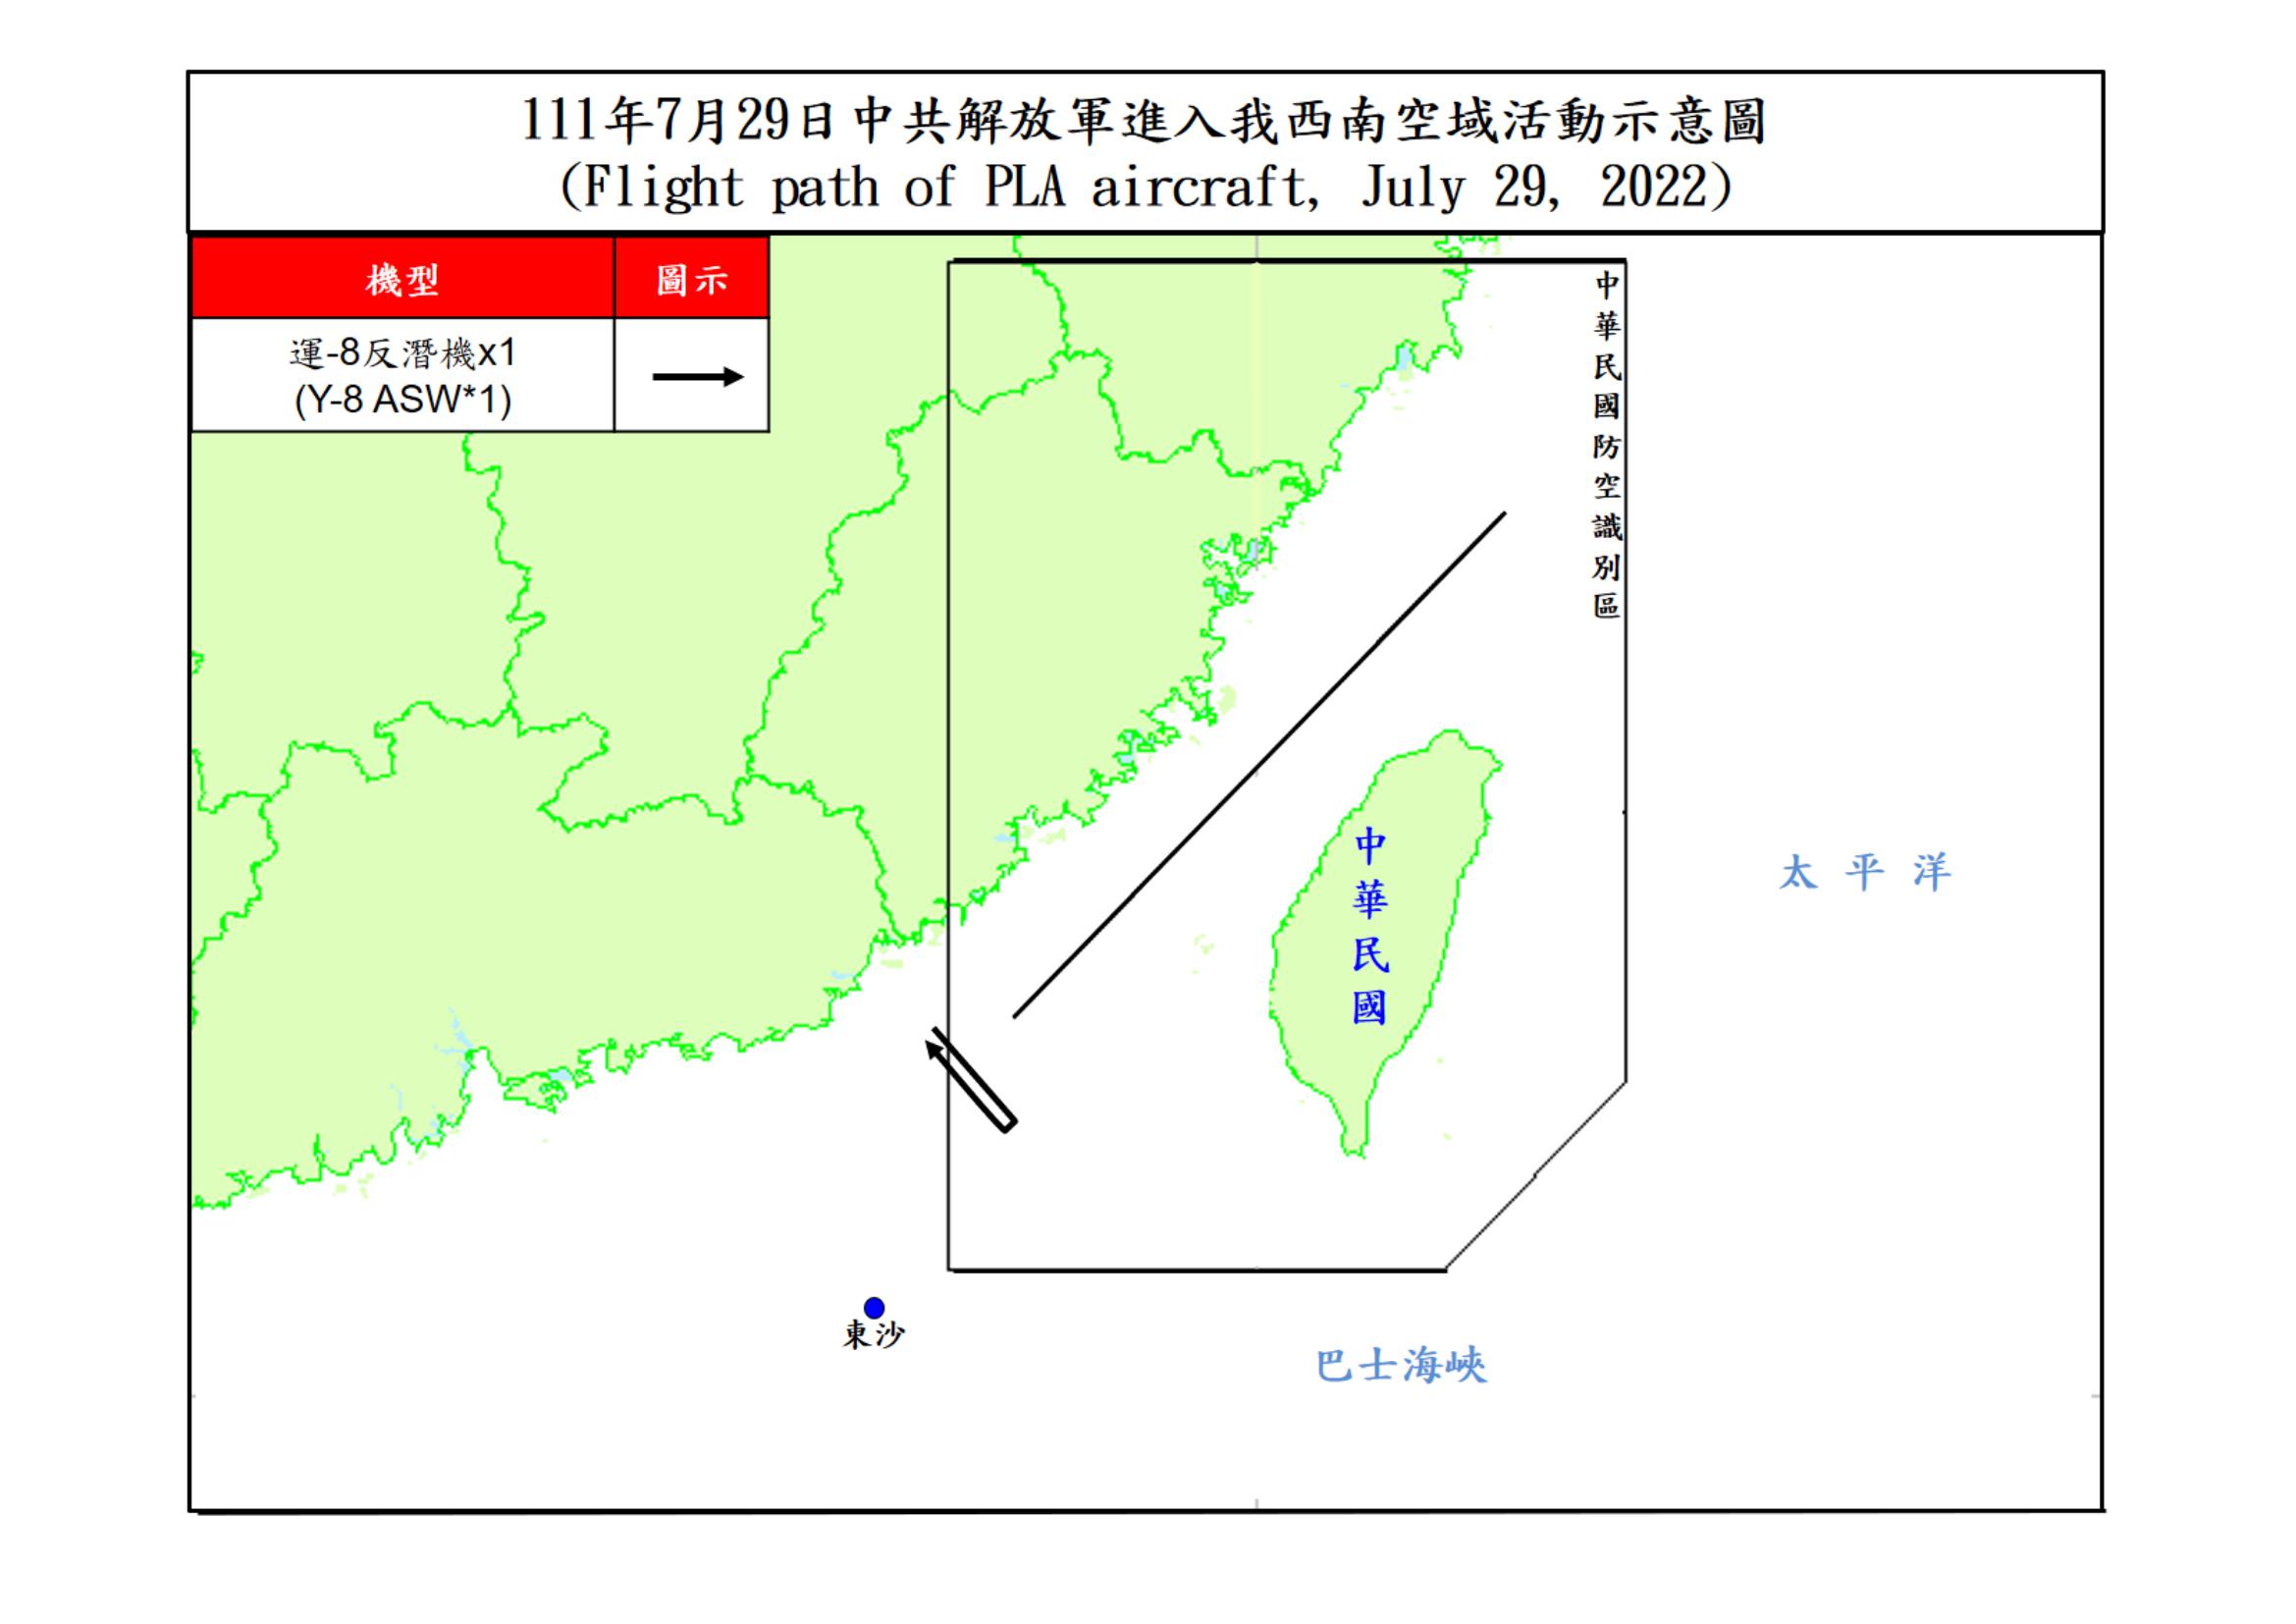 111年7月29日中共解放軍進入我西南空域活動示意圖
(Flight path of PLA aircraft, July 29, 2022)
機型
圖示
運-8反潛機x1
(Y-8 ASW*1)
中華民國防空識別區
中華民國
太平洋
東沙
巴士海峽